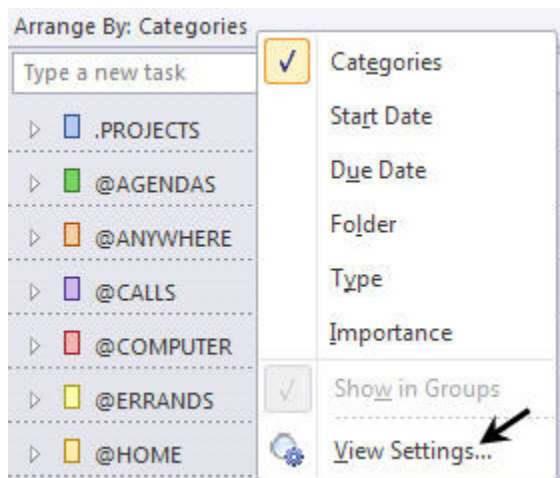 Arrange By: Categories
Type a new task
.PROJECTS
@AGENDAS
@ANYWHERE
@CALLS
@COMPUTER
@ERRANDS
@HOME
Categories
Start Date
Due Date
Folder
Type
Importance
Show in Groups
View Settings...